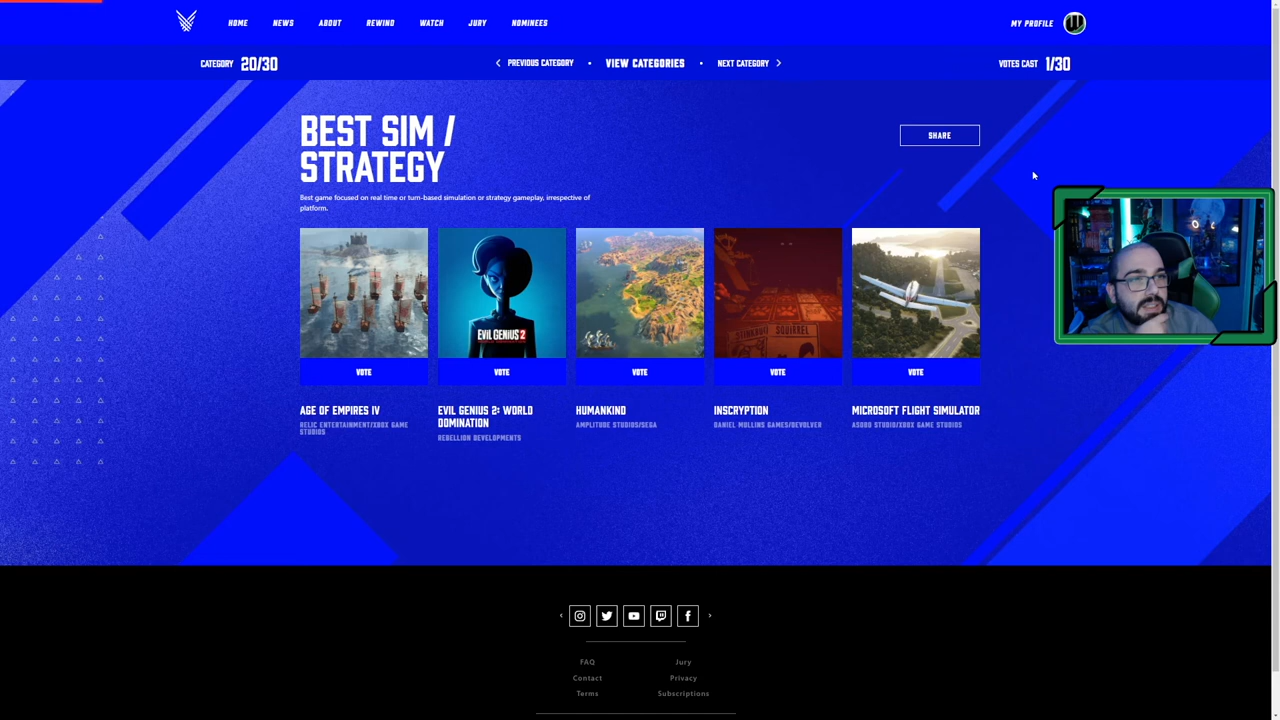 HOME NEWS ABOUT REWIND WATCH JURY NOMINEES MY PROFILE
CATEGORY 20/30 PREVIOUS CATEGORY • VIEW CATEGORIES • NEXT CATEGORY VOTES CAST 1/30
BEST SIM /
STRATEGY
SHARE
Best game focused on real time or turn-based simulation or strategy gameplay, irrespective of
platform.
EVIL GENIUS 2
SQUIRREL
VOTE VOTE VOTE VOTE VOTE
AGE OF EMPIRES IV
RELIC ENTERTAINMENT/XBOX GAME
STUDIOS
EVIL GENIUS 2: WORLD
DOMINATION
REBELLION DEVELOPMENTS
HUMANKIND
AMPLITUDE STUDIOS/SEGA
INSCRYPTION
DANIEL MULLINS GAMES/DEVOLVER
MICROSOFT FLIGHT SIMULATOR
ASOBO STUDIO/XBOX GAME STUDIOS
FAQ Jury
Contact Privacy
Terms Subscriptions